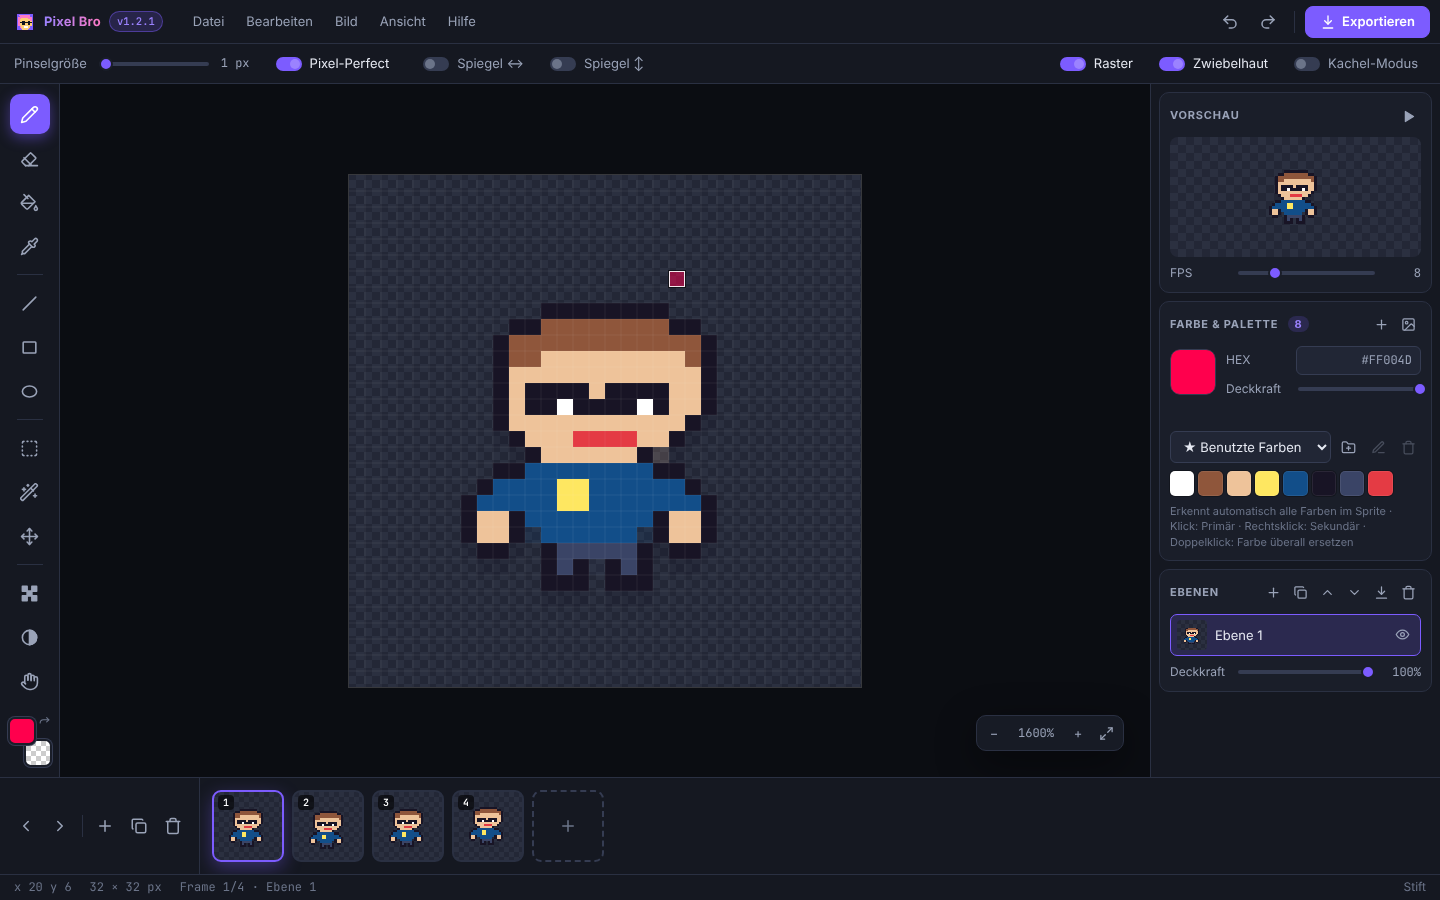 Pixel Bro v1.2.1 Datei Bearbeiten Bild Ansicht Hilfe Exportieren
Pinselgröße 1 px Pixel-Perfect Spiegel Spiegel Raster Zwiebelhaut Kachel-Modus
VORSCHAU
FPS 8
FARBE & PALETTE 8
HEX #FF004D
Deckkraft
★ Benutzte Farben
Erkennt automatisch alle Farben im Sprite ·
Klick: Primär · Rechtsklick: Sekundär ·
Doppelklick: Farbe überall ersetzen
EBENEN
Ebene 1
Deckkraft 100%
− 1600% +
1 2 3 4
x 20 y 6 32 × 32 px Frame 1/4 · Ebene 1 Stift